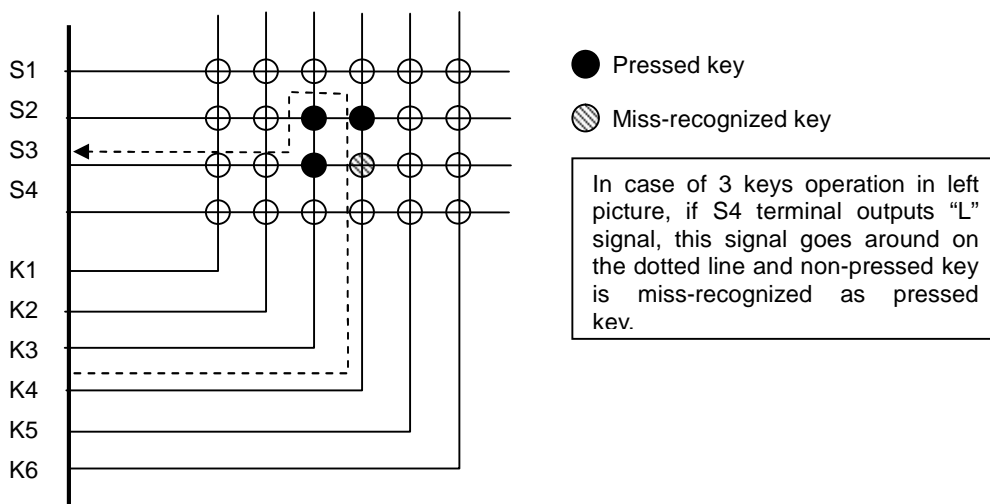 S1
S2
S3
S4
K1
K2
K3
K4
K5
K6
Pressed key
Miss-recognized key
In case of 3 keys operation in left
picture, if S4 terminal outputs “L”
signal, this signal goes around on
the dotted line and non-pressed key
is miss-recognized as pressed
key.